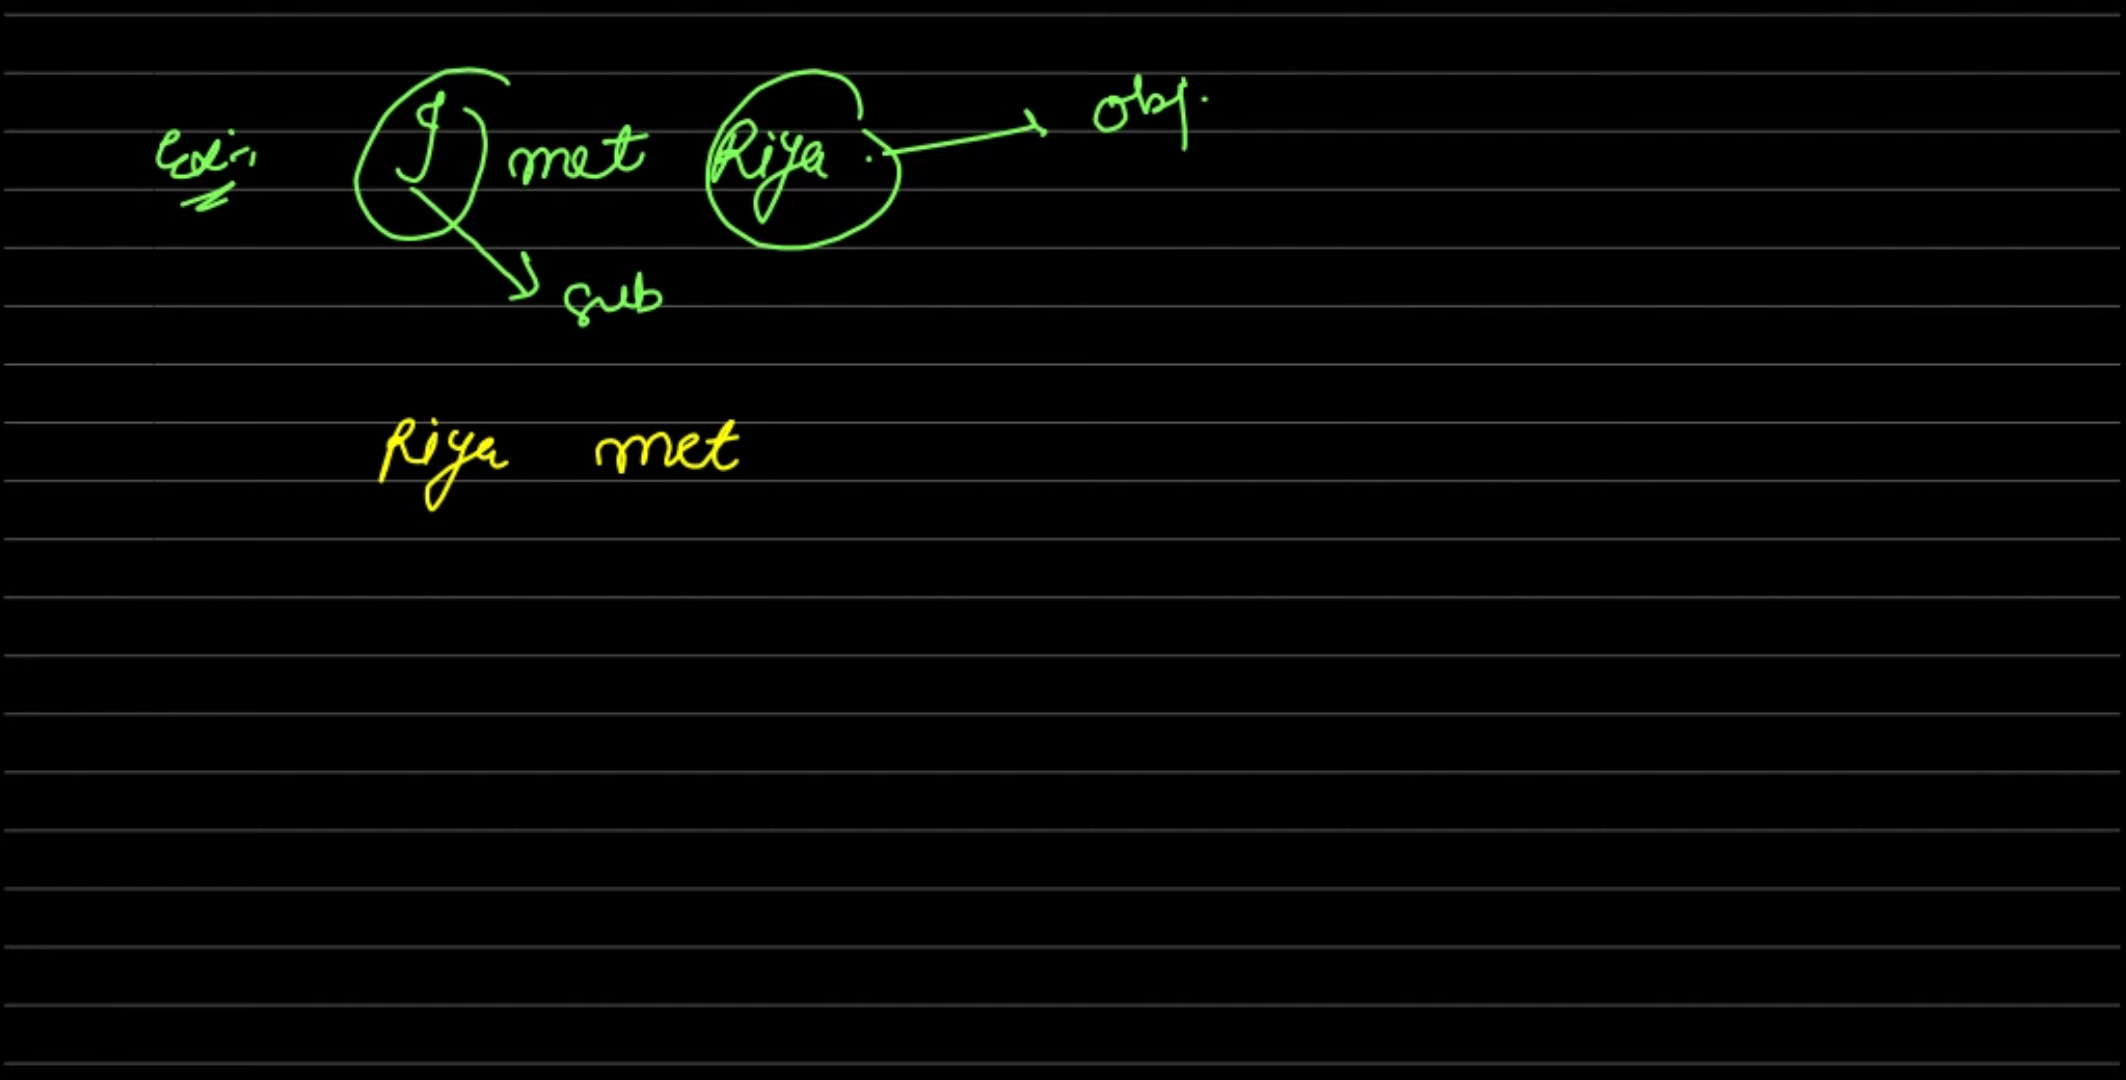 Ex:- I met Riya. → Obj.
sub
Riya met